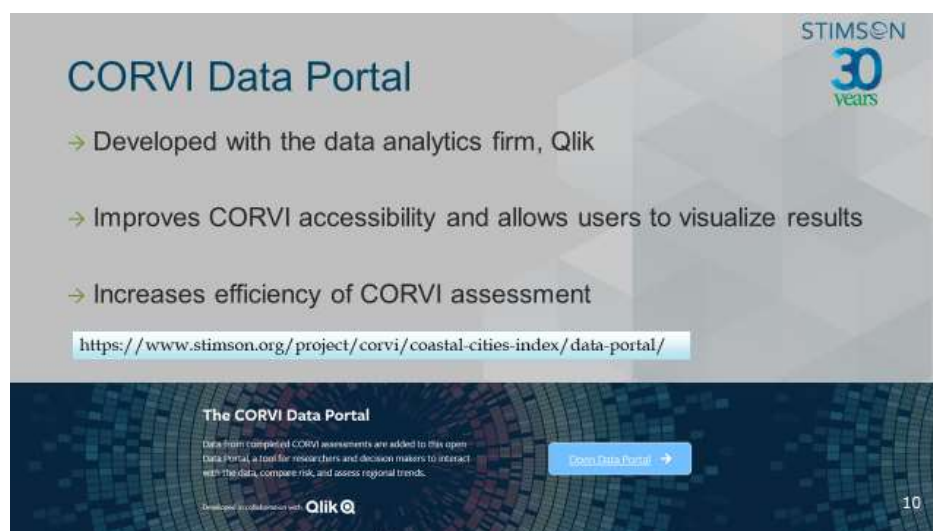 STIMSON
30
years
CORVI Data Portal
→ Developed with the data analytics firm, Qlik
→ Improves CORVI accessibility and allows users to visualize results
→ Increases efficiency of CORVI assessment
https://www.stimson.org/project/corvi/coastal-cities-index/data-portal/
The CORVI Data Portal
Data from completed CORVI assessments are added to this open
Data Portal, a tool for researchers and decision makers to interact
with the data, compare risk, and assess regional trends.
Open Data Portal →
Developed in collaboration with Qlik
10